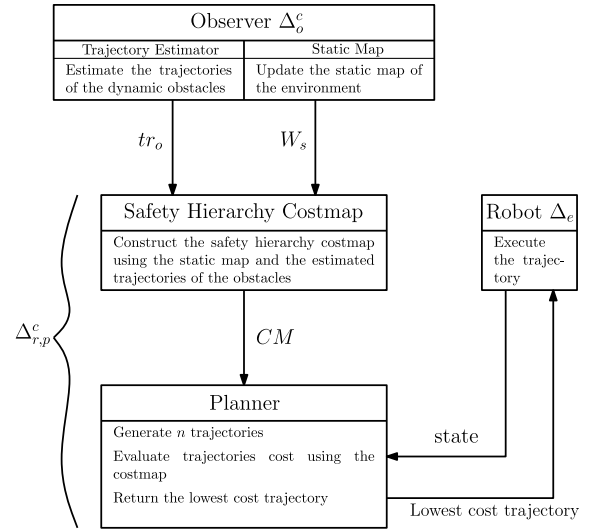 Observer Δ_o^c
Trajectory Estimator
Static Map
Estimate the trajectories
of the dynamic obstacles
Update the static map of
the environment
tr_o
W_s
Safety Hierarchy Costmap
Construct the safety hierarchy costmap
using the static map and the estimated
trajectories of the obstacles
Robot Δ_e
Execute
the trajec-
tory
Δ_{r,p}^c
CM
Planner
Generate n trajectories
Evaluate trajectories cost using the
costmap
Return the lowest cost trajectory
state
Lowest cost trajectory